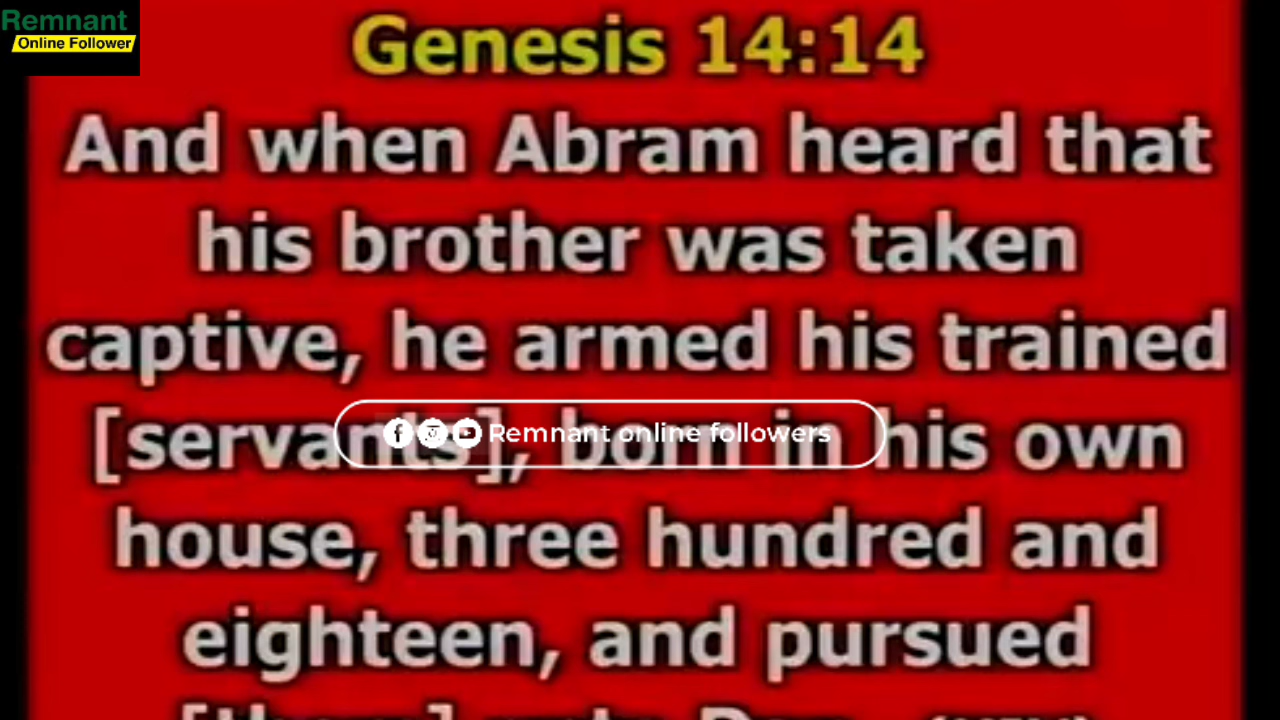 Remnant
Online Follower
Genesis 14:14
And when Abram heard that
his brother was taken
captive, he armed his trained
[servants], born in his own
Remnant online followers
house, three hundred and
eighteen, and pursued